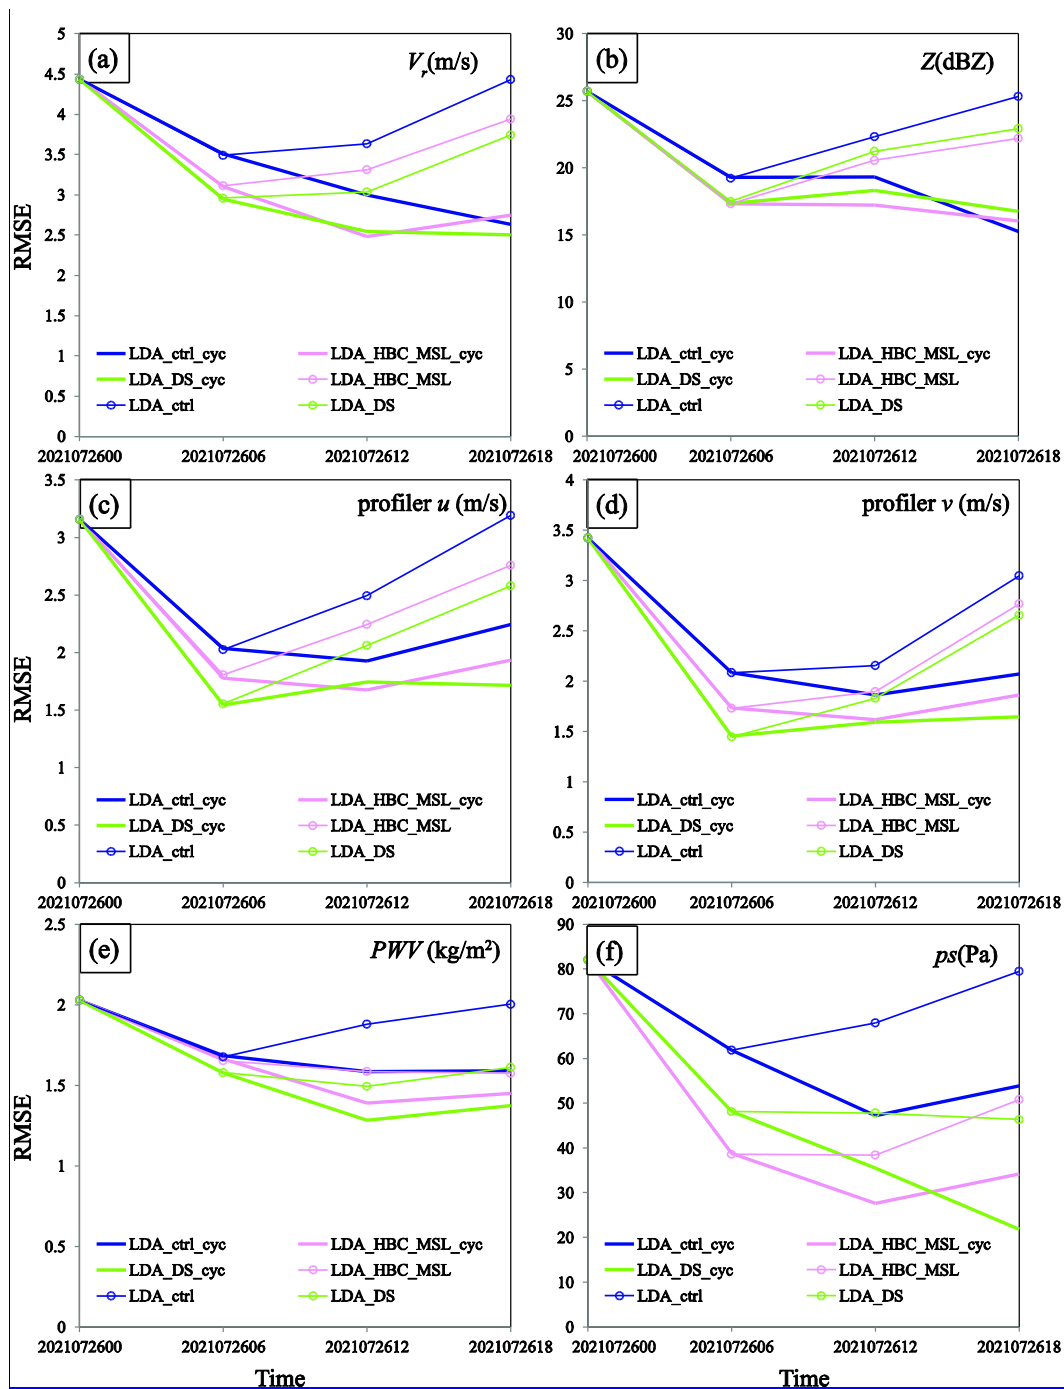 (a)
Vr(m/s)
5
4.5
4
3.5
3
2.5
2
1.5
1
0.5
0
RMSE
LDA_ctrl_cyc
LDA_HBC_MSL_cyc
LDA_DS_cyc
LDA_HBC_MSL
LDA_ctrl
LDA_DS
2021072600 2021072606 2021072612 2021072618
(b)
Z(dBZ)
30
25
20
15
10
5
0
LDA_ctrl_cyc
LDA_HBC_MSL_cyc
LDA_DS_cyc
LDA_HBC_MSL
LDA_ctrl
LDA_DS
2021072600 2021072606 2021072612 2021072618
(c)
profiler u (m/s)
3.5
3
2.5
2
1.5
1
0.5
0
RMSE
LDA_ctrl_cyc
LDA_HBC_MSL_cyc
LDA_DS_cyc
LDA_HBC_MSL
LDA_ctrl
LDA_DS
2021072600 2021072606 2021072612 2021072618
(d)
profiler v (m/s)
4
3.5
3
2.5
2
1.5
1
0.5
0
LDA_ctrl_cyc
LDA_HBC_MSL_cyc
LDA_DS_cyc
LDA_HBC_MSL
LDA_ctrl
LDA_DS
2021072600 2021072606 2021072612 2021072618
(e)
PWV (kg/m²)
2.5
2
1.5
1
0.5
0
RMSE
LDA_ctrl_cyc
LDA_HBC_MSL_cyc
LDA_DS_cyc
LDA_HBC_MSL
LDA_ctrl
LDA_DS
2021072600 2021072606 2021072612 2021072618
Time
(f)
ps(Pa)
90
80
70
60
50
40
30
20
10
0
LDA_ctrl_cyc
LDA_HBC_MSL_cyc
LDA_DS_cyc
LDA_HBC_MSL
LDA_ctrl
LDA_DS
2021072600 2021072606 2021072612 2021072618
Time